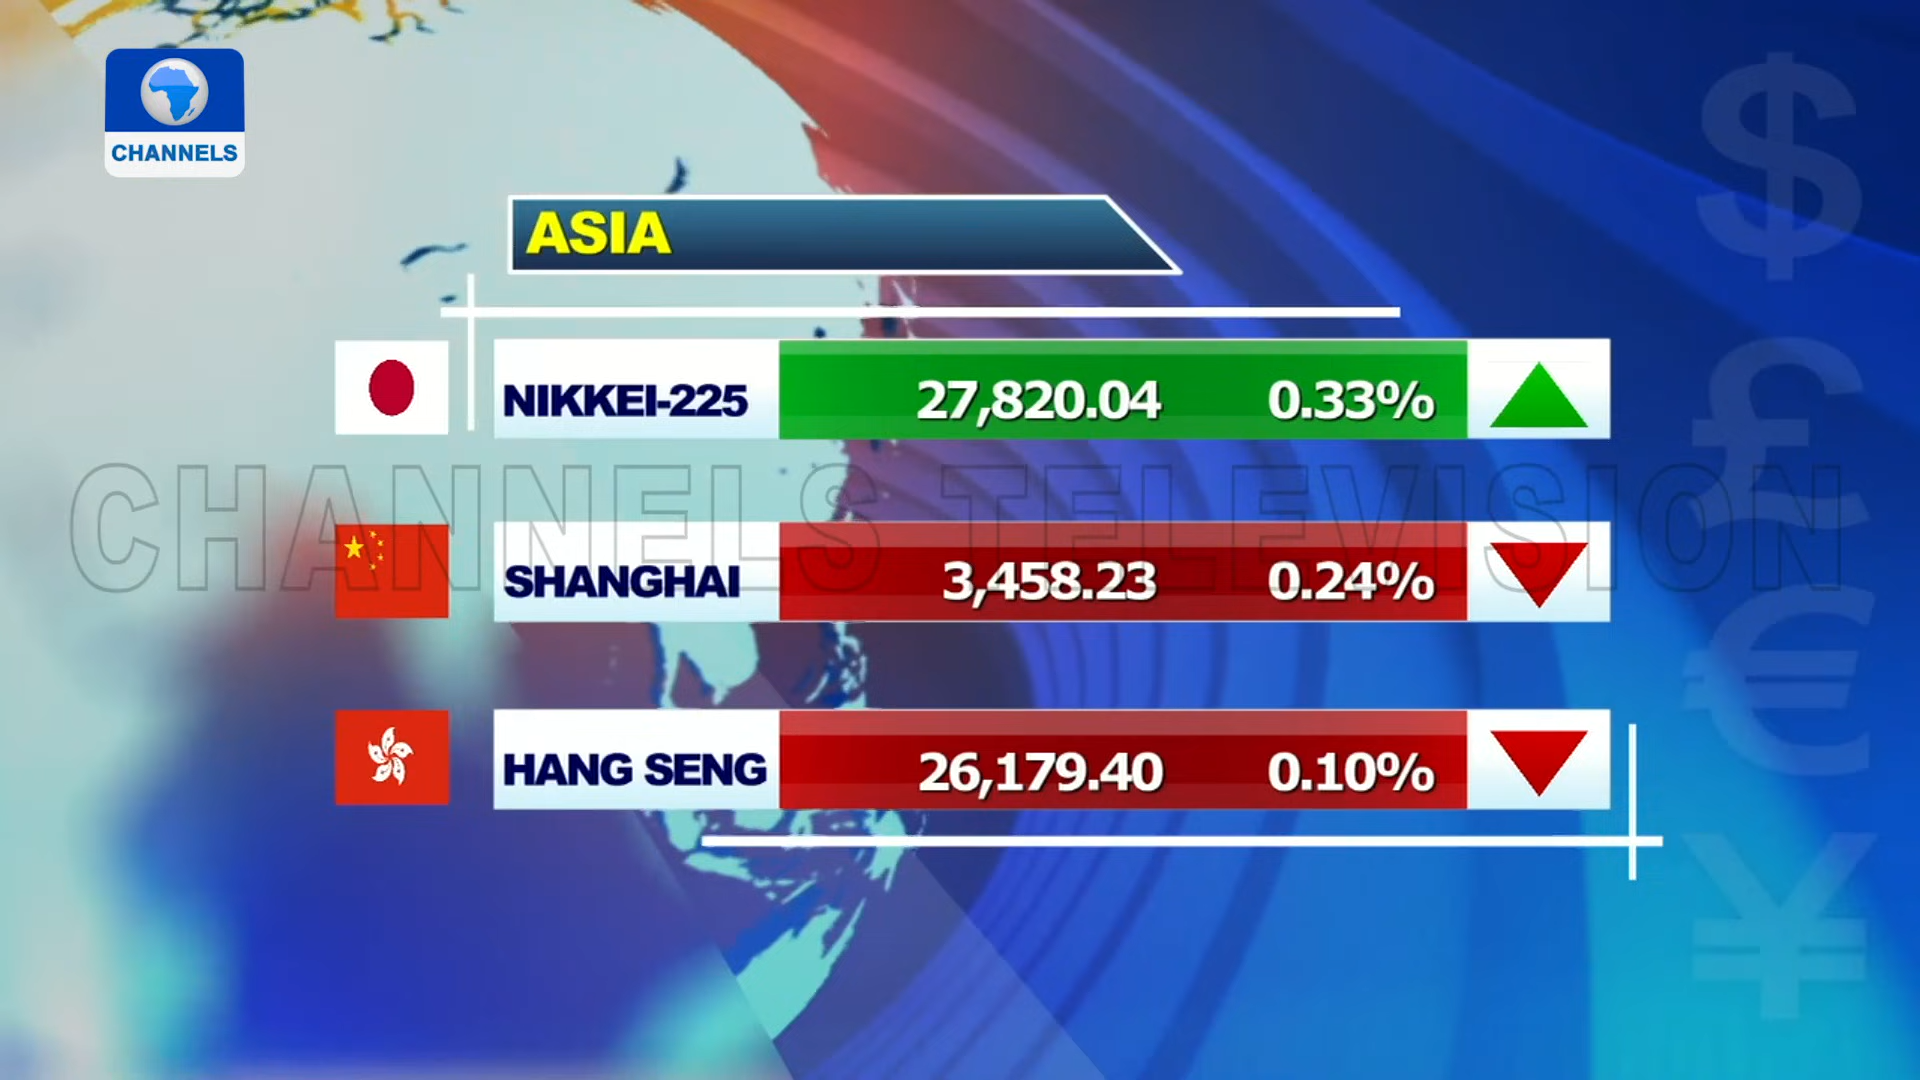 CHANNELS
ASIA
NIKKEI-225 27,820.04 0.33%
CHANNELS TELEVISION
SHANGHAI 3,458.23 0.24%
HANG SENG 26,179.40 0.10%
$
£
€
¥